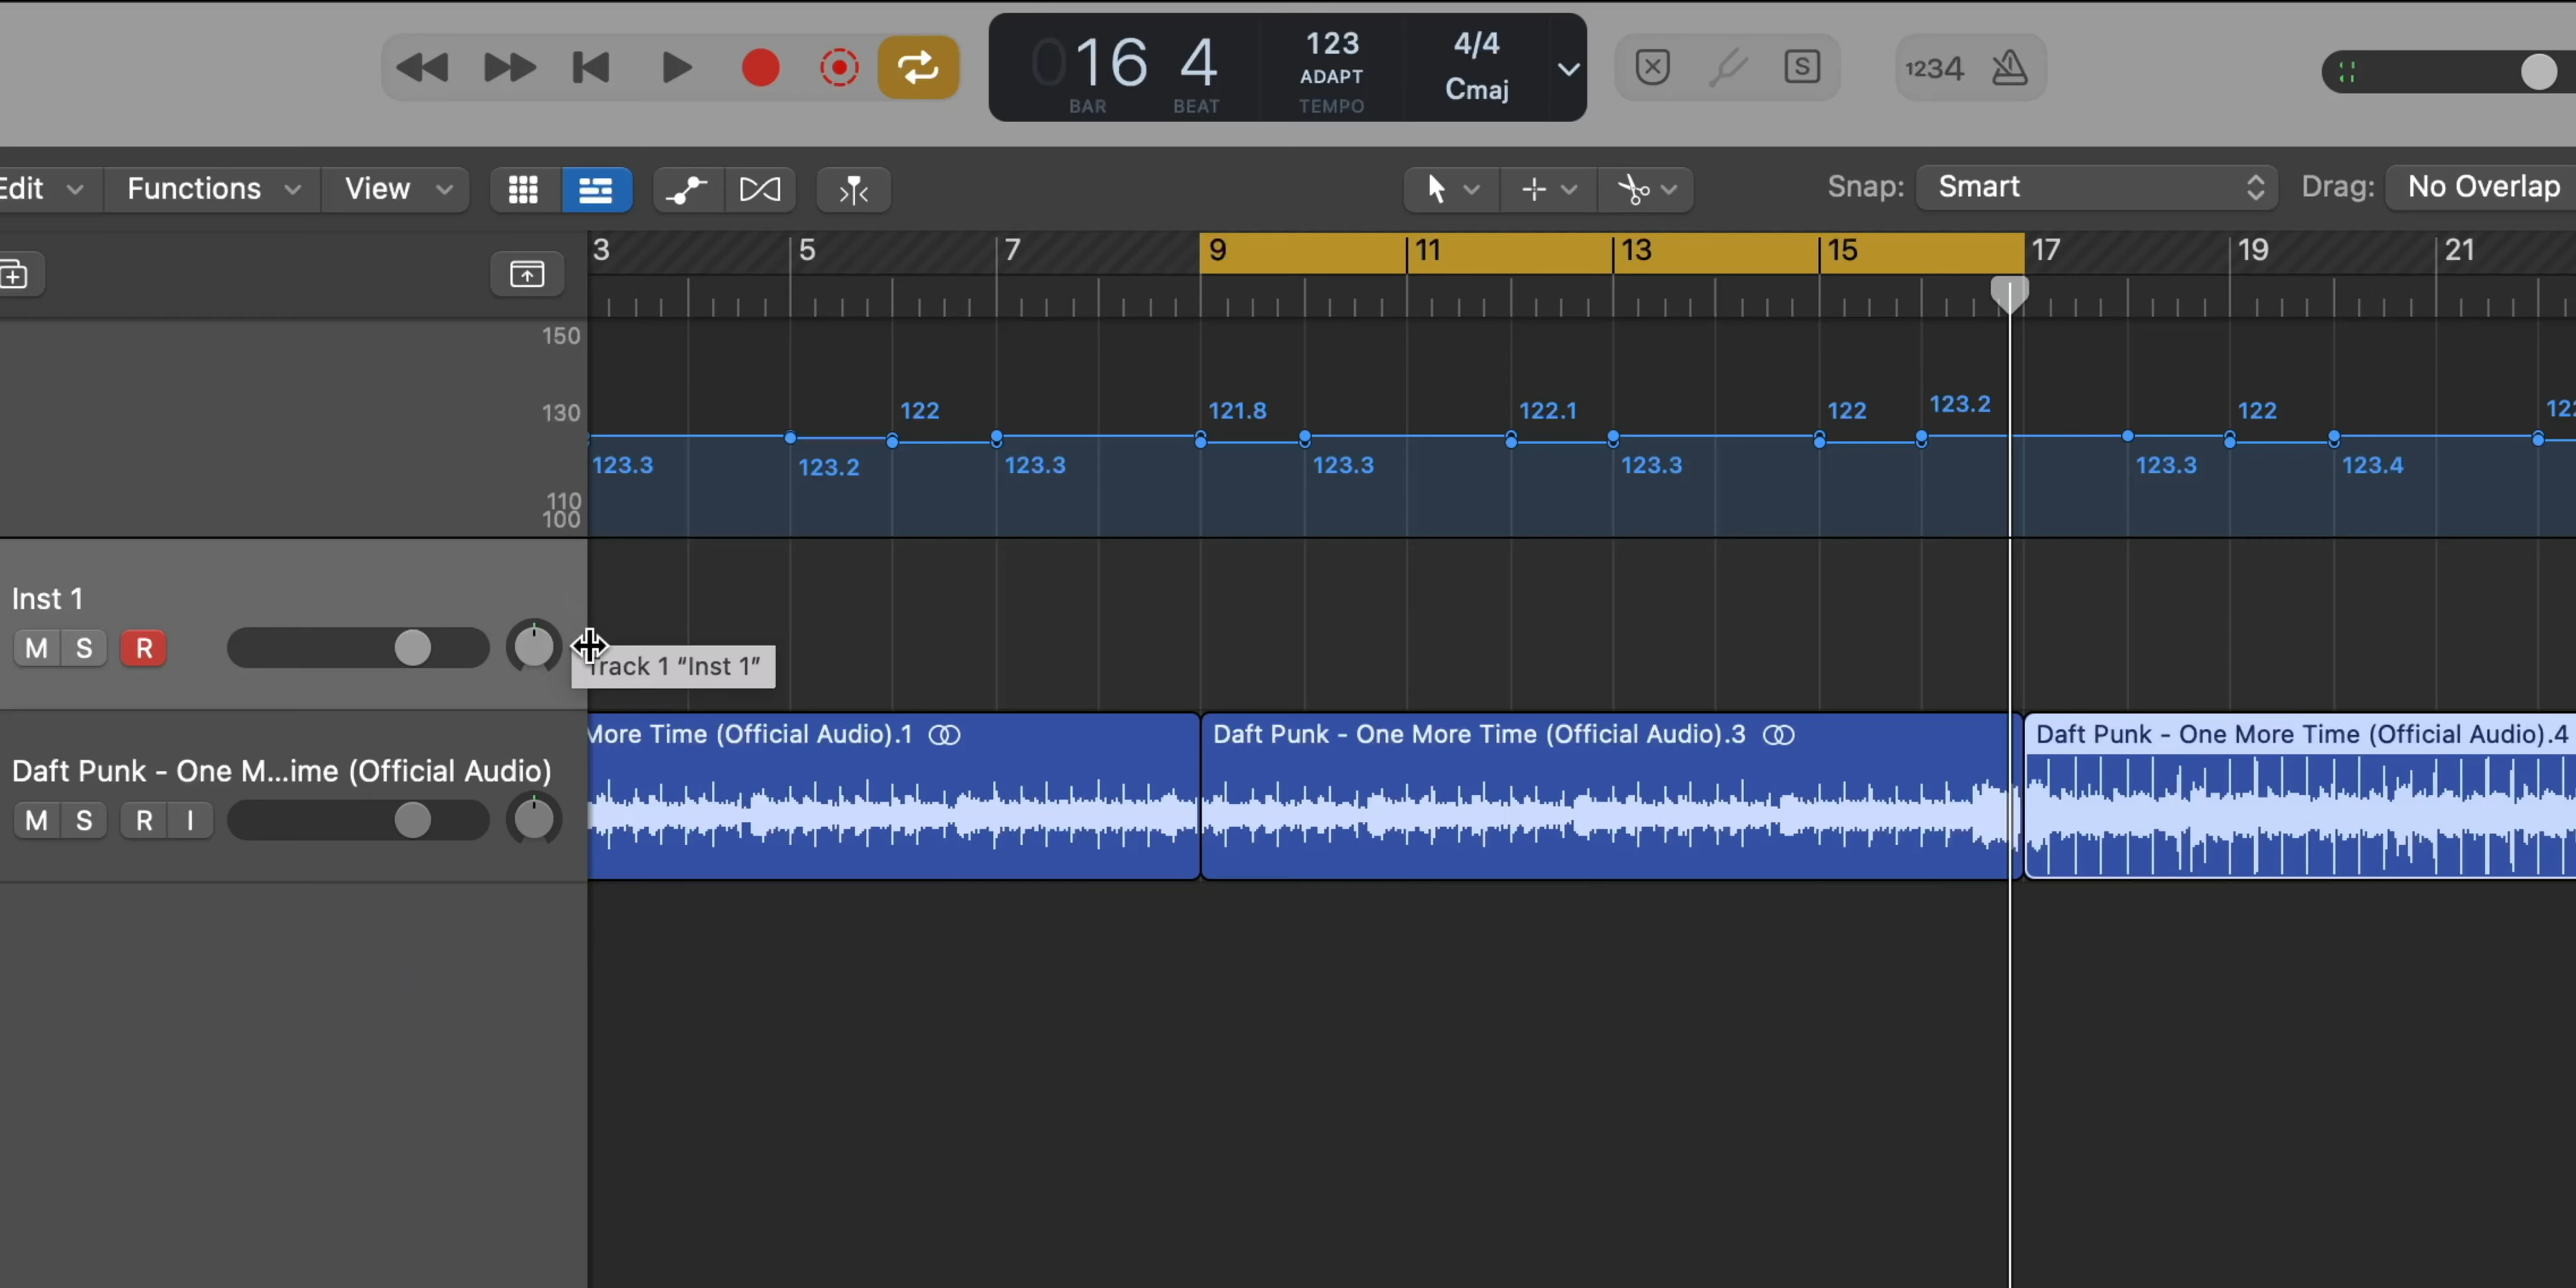 016 4
BAR BEAT
123
ADAPT
TEMPO
4/4
Cmaj
S
1234
Edit Functions View
Snap: Smart Drag: No Overlap
3 5 7 9 11 13 15 17 19 21
150
130
110
100
122 121.8 122.1 122 123.2 122
123.3 123.2 123.3 123.3 123.3 123.3 123.4
Inst 1
M S R
Track 1 “Inst 1”
More Time (Official Audio).1
Daft Punk - One More Time (Official Audio).3
Daft Punk - One More Time (Official Audio).4
Daft Punk - One M...ime (Official Audio)
M S R I